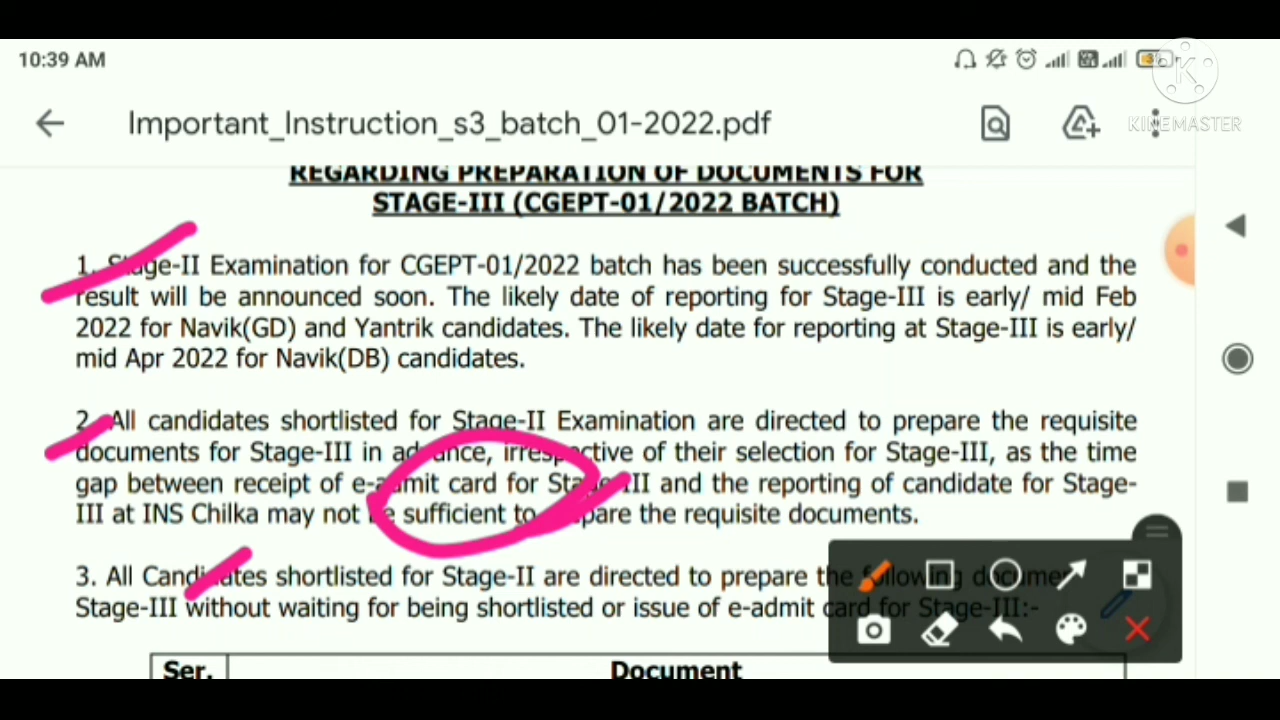 10:39 AM
Important_Instruction_s3_batch_01-2022.pdf
KINEMASTER
REGARDING PREPARATION OF DOCUMENTS FOR
STAGE-III (CGEPT-01/2022 BATCH)
1. Stage-II Examination for CGEPT-01/2022 batch has been successfully conducted and the
result will be announced soon. The likely date of reporting for Stage-III is early/ mid Feb
2022 for Navik(GD) and Yantrik candidates. The likely date for reporting at Stage-III is early/
mid Apr 2022 for Navik(DB) candidates.
2. All candidates shortlisted for Stage-II Examination are directed to prepare the requisite
documents for Stage-III in advance, irrespective of their selection for Stage-III, as the time
gap between receipt of e-admit card for Stage-III and the reporting of candidate for Stage-
III at INS Chilka may not be sufficient to prepare the requisite documents.
3. All Candidates shortlisted for Stage-II are directed to prepare the following
Stage-III without waiting for being shortlisted or issue of e-admit card for Stage-III:-
Ser. Document